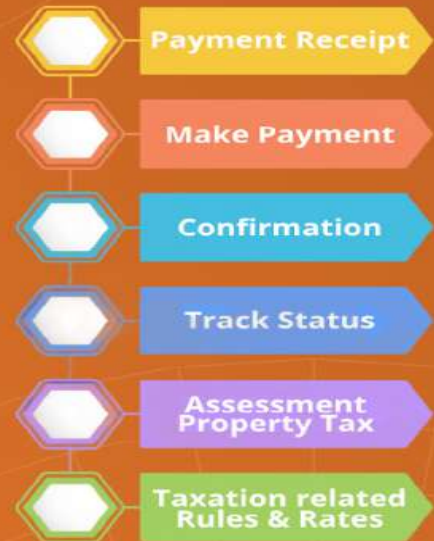 Payment Receipt
Make Payment
Confirmation
Track Status
Assessment
Property Tax
Taxation related
Rules & Rates